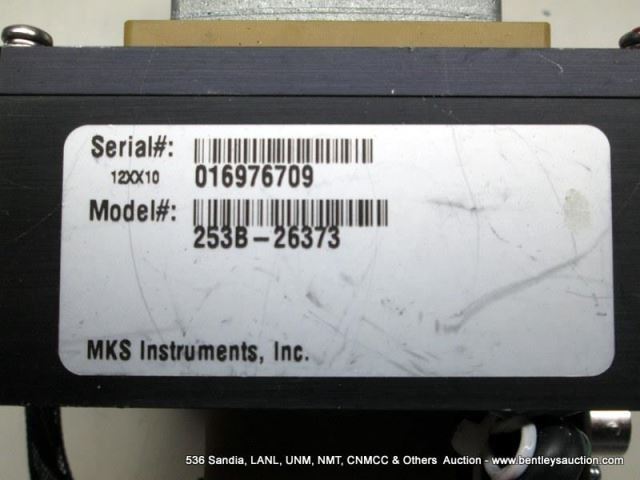 Serial#:
12XX10 016976709
Model#:
253B-26373
MKS Instruments, Inc.
536 Sandia, LANL, UNM, NMT, CNMCC & Others Auction - www.bentleysauction.com